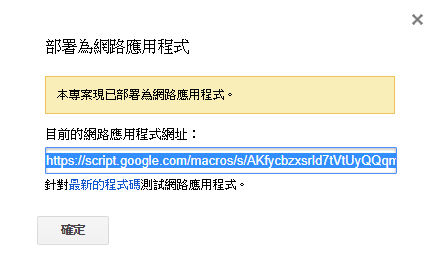 部署為網路應用程式
本專案現已部署為網路應用程式。
目前的網路應用程式網址：
https://script.google.com/macros/s/AKfycbzxsrld7tVtUyQQqm
針對最新的程式碼測試網路應用程式。
確定